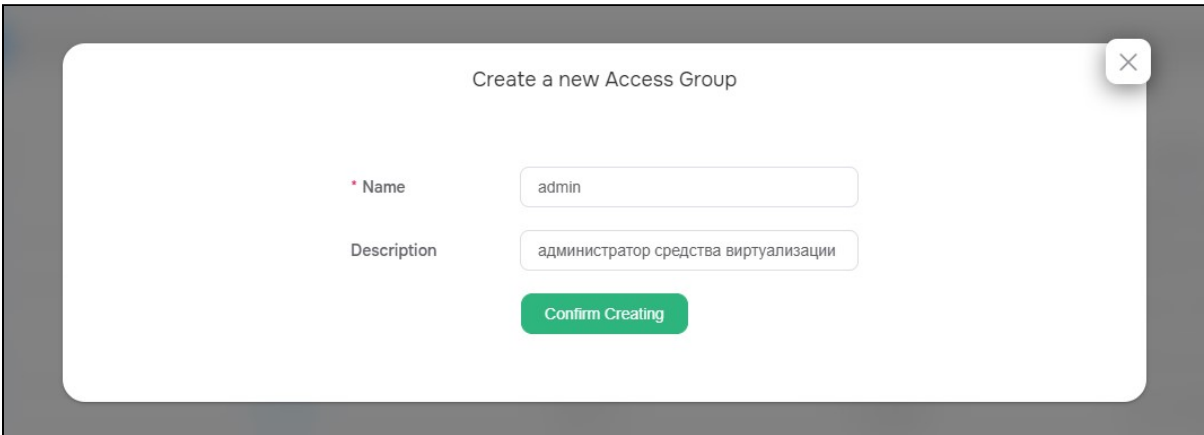 Create a new Access Group
* Name
admin
Description
администратор средства виртуализации
Confirm Creating